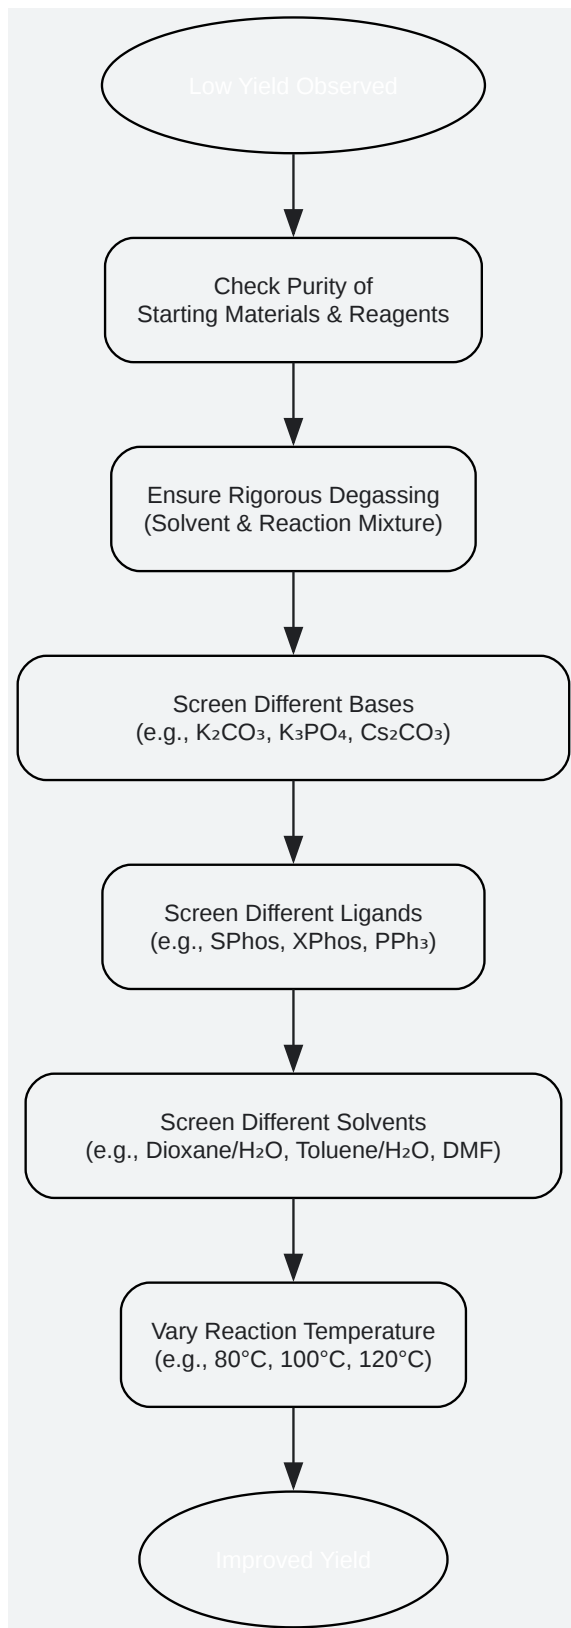 Low Yield Observed
Check Purity of
Starting Materials & Reagents
Ensure Rigorous Degassing
(Solvent & Reaction Mixture)
Screen Different Bases
(e.g., K₂CO₃, K₃PO₄, Cs₂CO₃)
Screen Different Ligands
(e.g., SPhos, XPhos, PPh₃)
Screen Different Solvents
(e.g., Dioxane/H₂O, Toluene/H₂O, DMF)
Vary Reaction Temperature
(e.g., 80°C, 100°C, 120°C)
Improved Yield